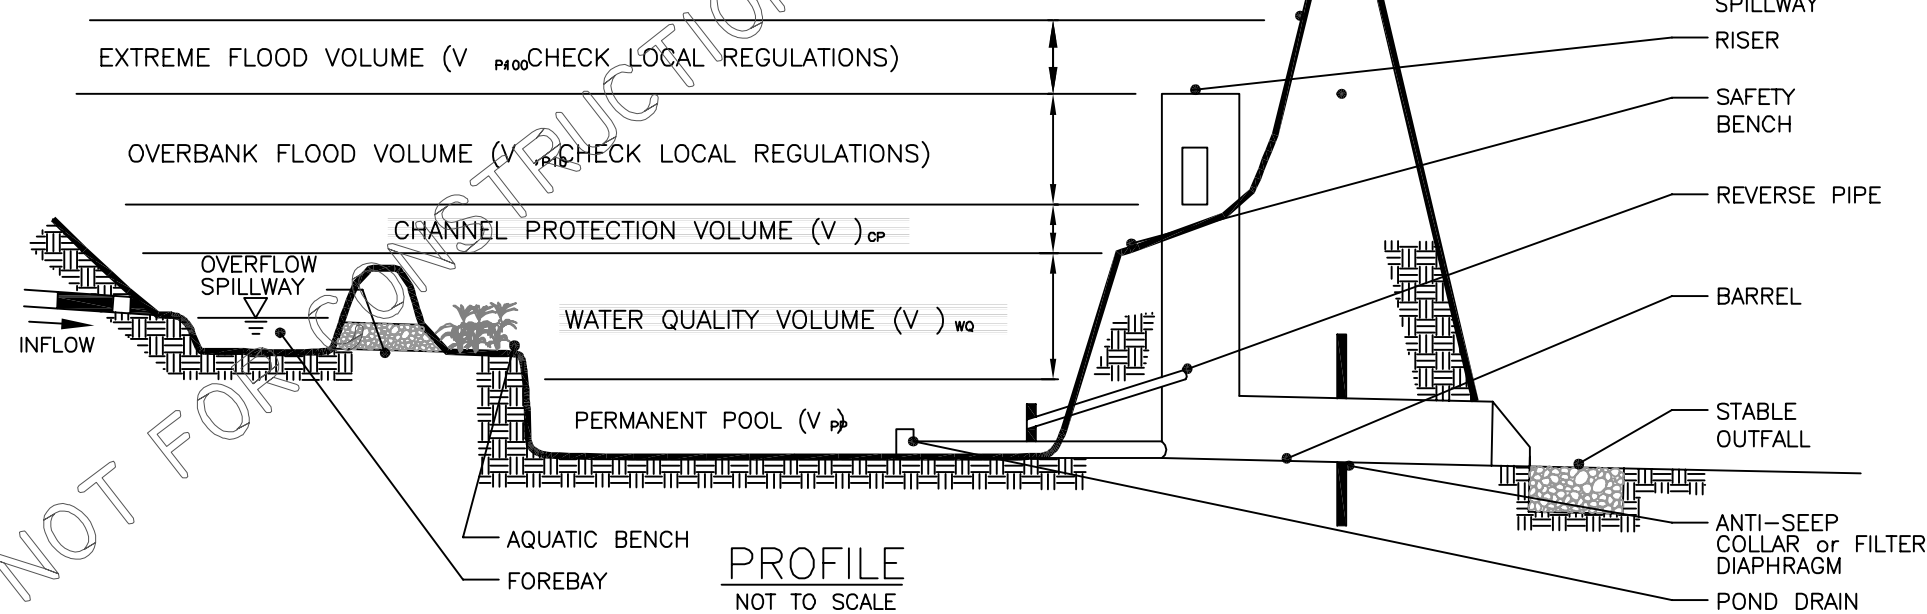 SPILLWAY
RISER
EXTREME FLOOD VOLUME (V P100 CHECK LOCAL REGULATIONS)
SAFETY
BENCH
OVERBANK FLOOD VOLUME (V P10 CHECK LOCAL REGULATIONS)
REVERSE PIPE
CHANNEL PROTECTION VOLUME (V ) CP
OVERFLOW
SPILLWAY
BARREL
WATER QUALITY VOLUME (V ) WQ
INFLOW
PERMANENT POOL (V PP)
STABLE
OUTFALL
ANTI-SEEP
COLLAR or FILTER
DIAPHRAGM
AQUATIC BENCH
FOREBAY
PROFILE
NOT TO SCALE
POND DRAIN
NOT FOR CONSTRUCTIO